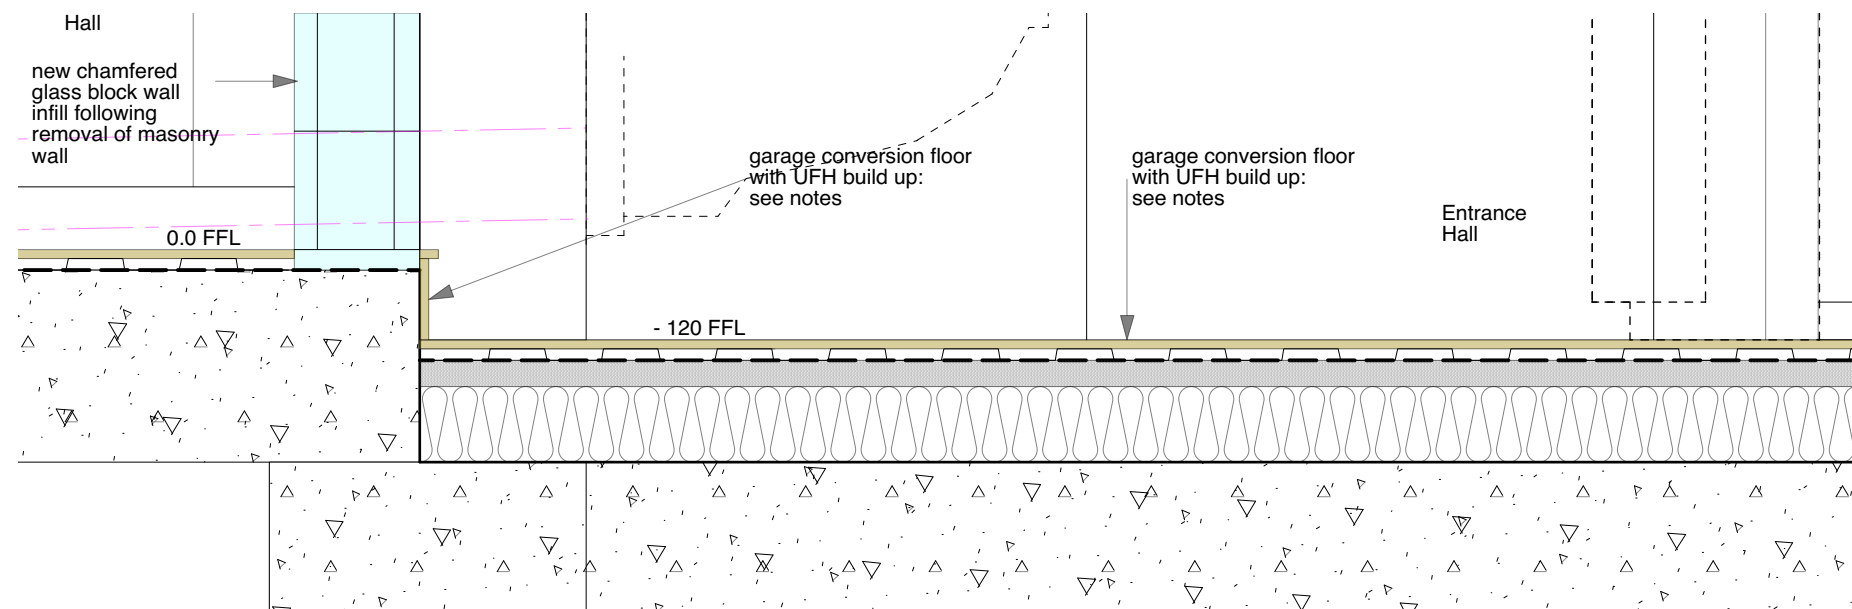 Hall
new chamfered
glass block wall
infill following
removal of masonry
wall
0.0 FFL
garage conversion floor
with UFH build up:
see notes
- 120 FFL
garage conversion floor
with UFH build up:
see notes
Entrance
Hall